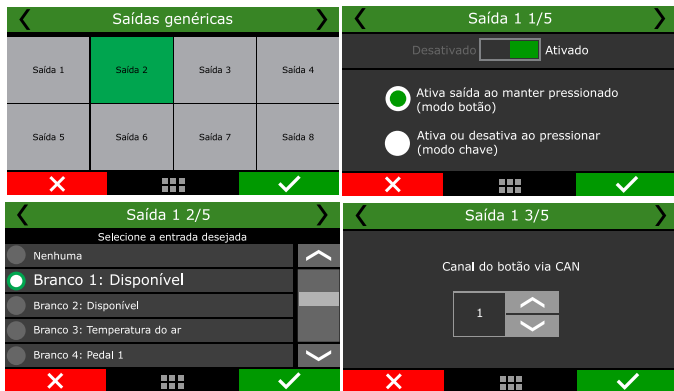 Saídas genéricas
Saída 1
Saída 2
Saída 3
Saída 4
Saída 5
Saída 6
Saída 7
Saída 8
Saída 1 1/5
Desativado
Ativado
Ativa saída ao manter pressionado
(modo botão)
Ativa ou desativa ao pressionar
(modo chave)
Saída 1 2/5
Selecione a entrada desejada
Nenhuma
Branco 1: Disponível
Branco 2: Disponível
Branco 3: Temperatura do ar
Branco 4: Pedal 1
Saída 1 3/5
Canal do botão via CAN
1